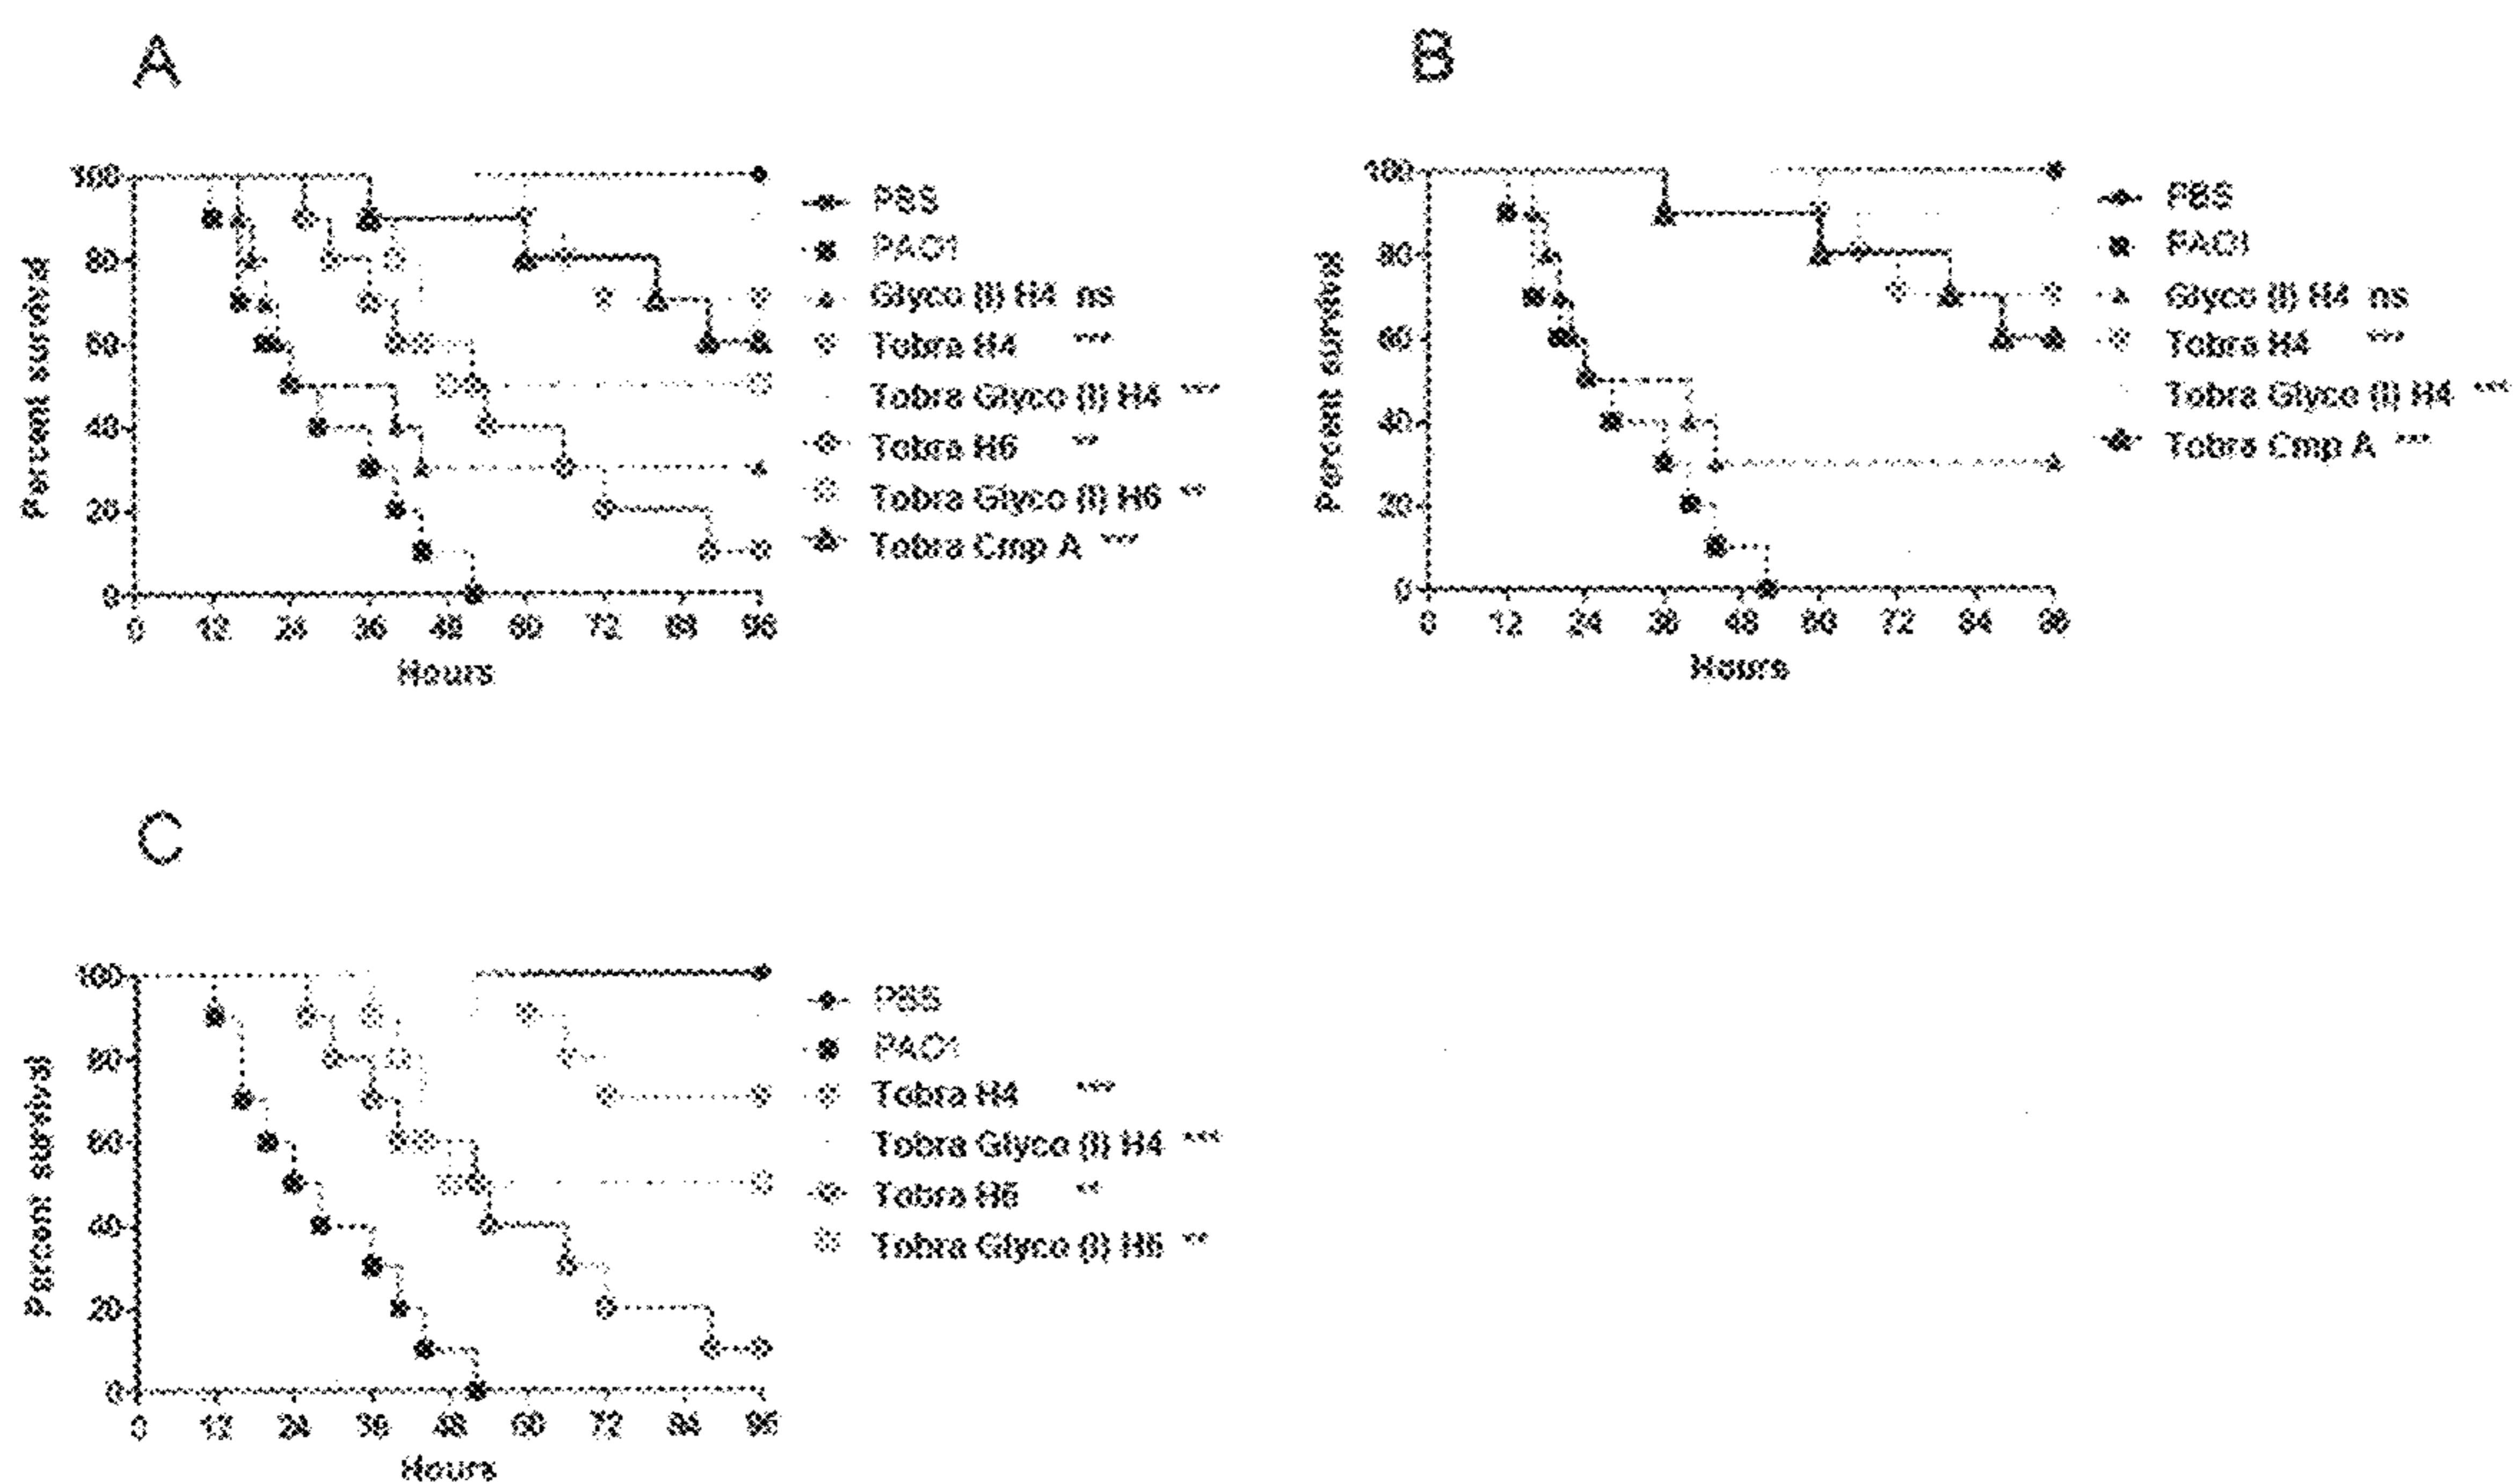 A
100
80
60
40
20
0
0 12 24 36 48 60 72 84 96
Percent survival
Hours
PBS
PAO1
Glyco (I) H4 ns
Tobra H4 ***
Tobra Glyco (I) H4 ***
Tobra H6 **
Tobra Glyco (I) H6 **
Tobra Cmp A ***
B
100
80
60
40
20
0
0 12 24 36 48 60 72 84 96
Percent survival
Hours
PBS
PAO1
Glyco (I) H4 ns
Tobra H4 ***
Tobra Glyco (I) H4 ***
Tobra Cmp A ***
C
100
80
60
40
20
0
0 12 24 36 48 60 72 84 96
Percent survival
Hours
PBS
PAO1
Tobra H4 ***
Tobra Glyco (I) H4 ***
Tobra H6 **
Tobra Glyco (I) H6 **